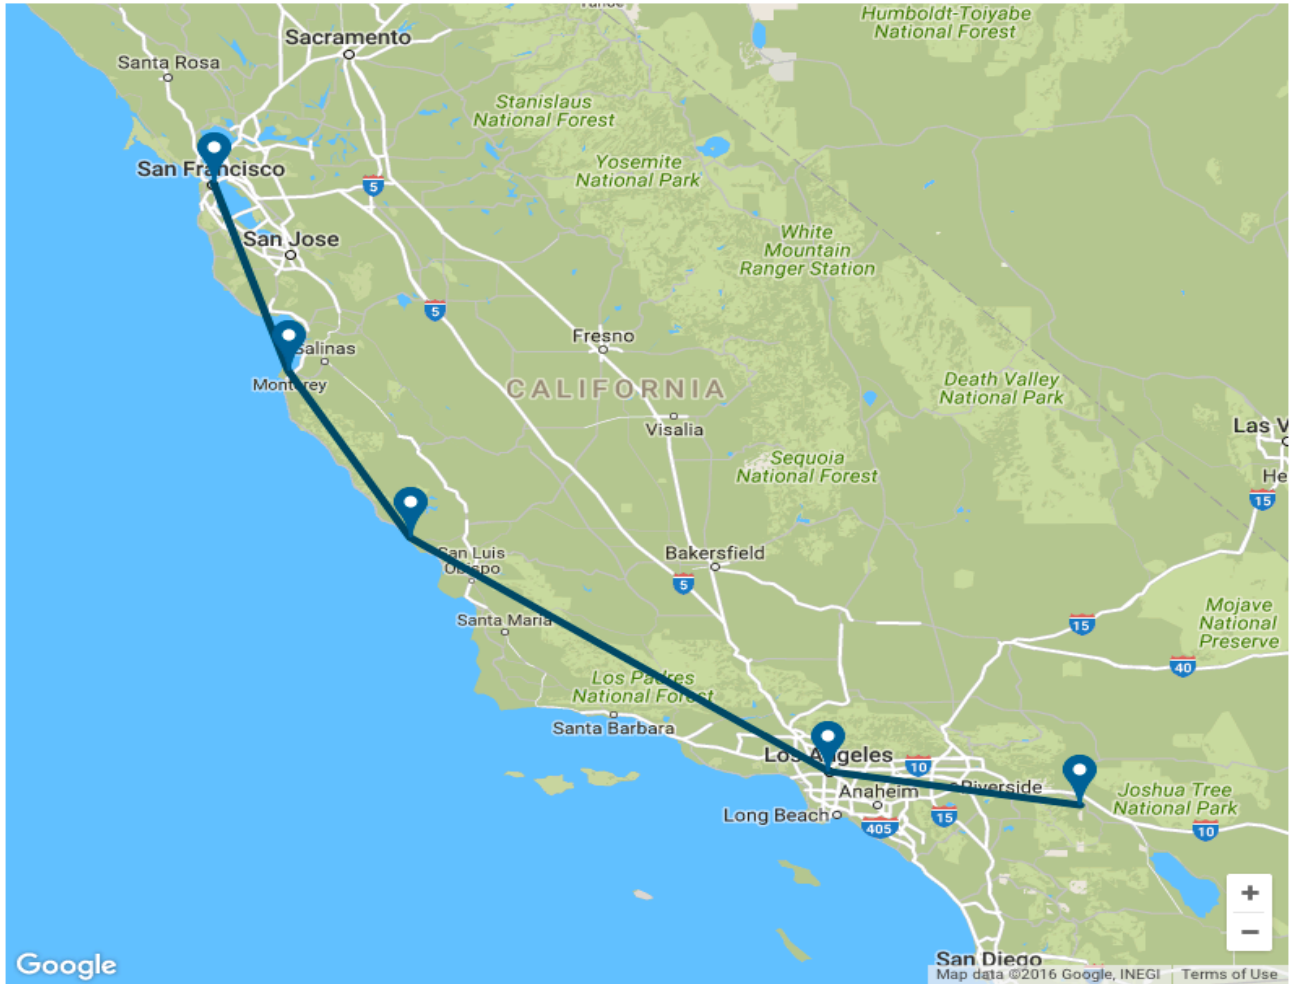 Humboldt-Toiyabe
National Forest
Sacramento
Santa Rosa
Stanislaus
National Forest
Yosemite
National Park
San Francisco
5
San Jose
White
Mountain
Ranger Station
5
Fresno
Salinas
Monterey
CALIFORNIA
Death Valley
National Park
Visalia
Las V
Sequoia
National Forest
He
15
San Luis
Obispo
Bakersfield
5
Santa Maria
15
Mojave
National
Preserve
40
Los Padres
National Forest
Santa Barbara
Los Angeles
10
Anaheim
Riverside
Joshua Tree
National Park
Long Beach
405
15
10
+
−
San Diego
Google
Map data ©2016 Google, INEGI
Terms of Use